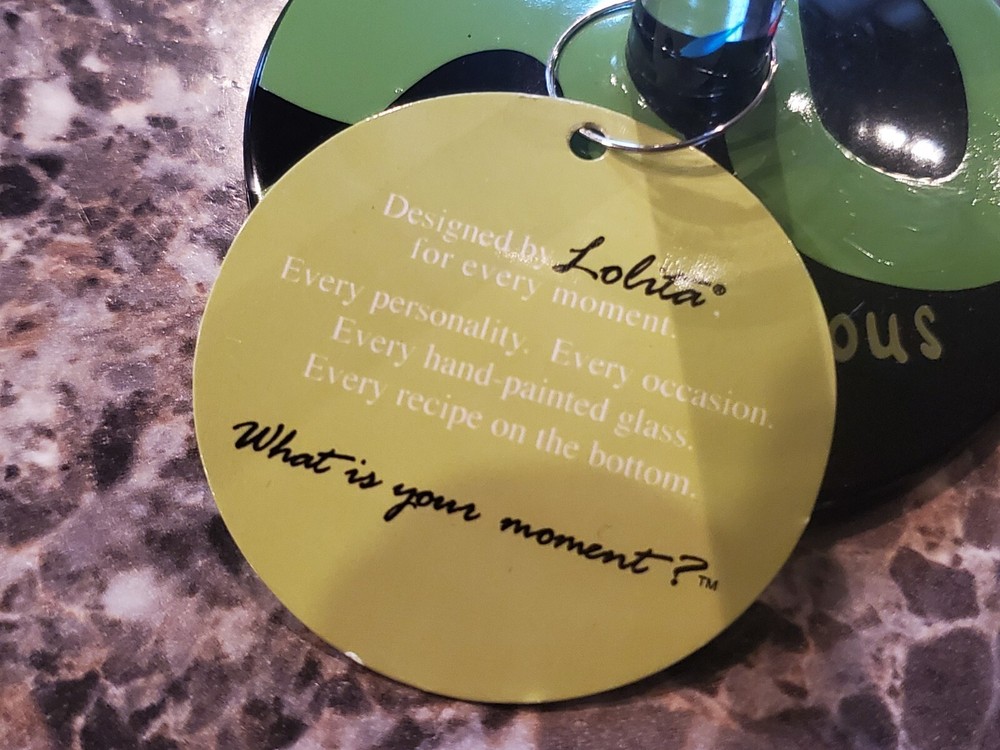 Designed by Lolita®.
for every moment.
Every personality. Every occasion.
Every hand-painted glass.
Every recipe on the bottom.
What is your moment?™
ous